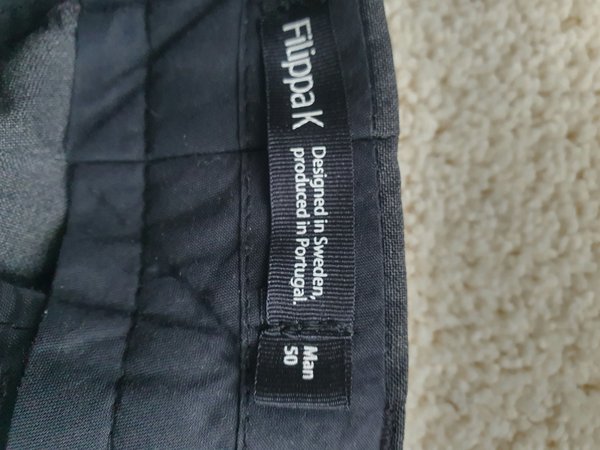 Filippa K
Designed in Sweden,
produced in Portugal.
Man
50